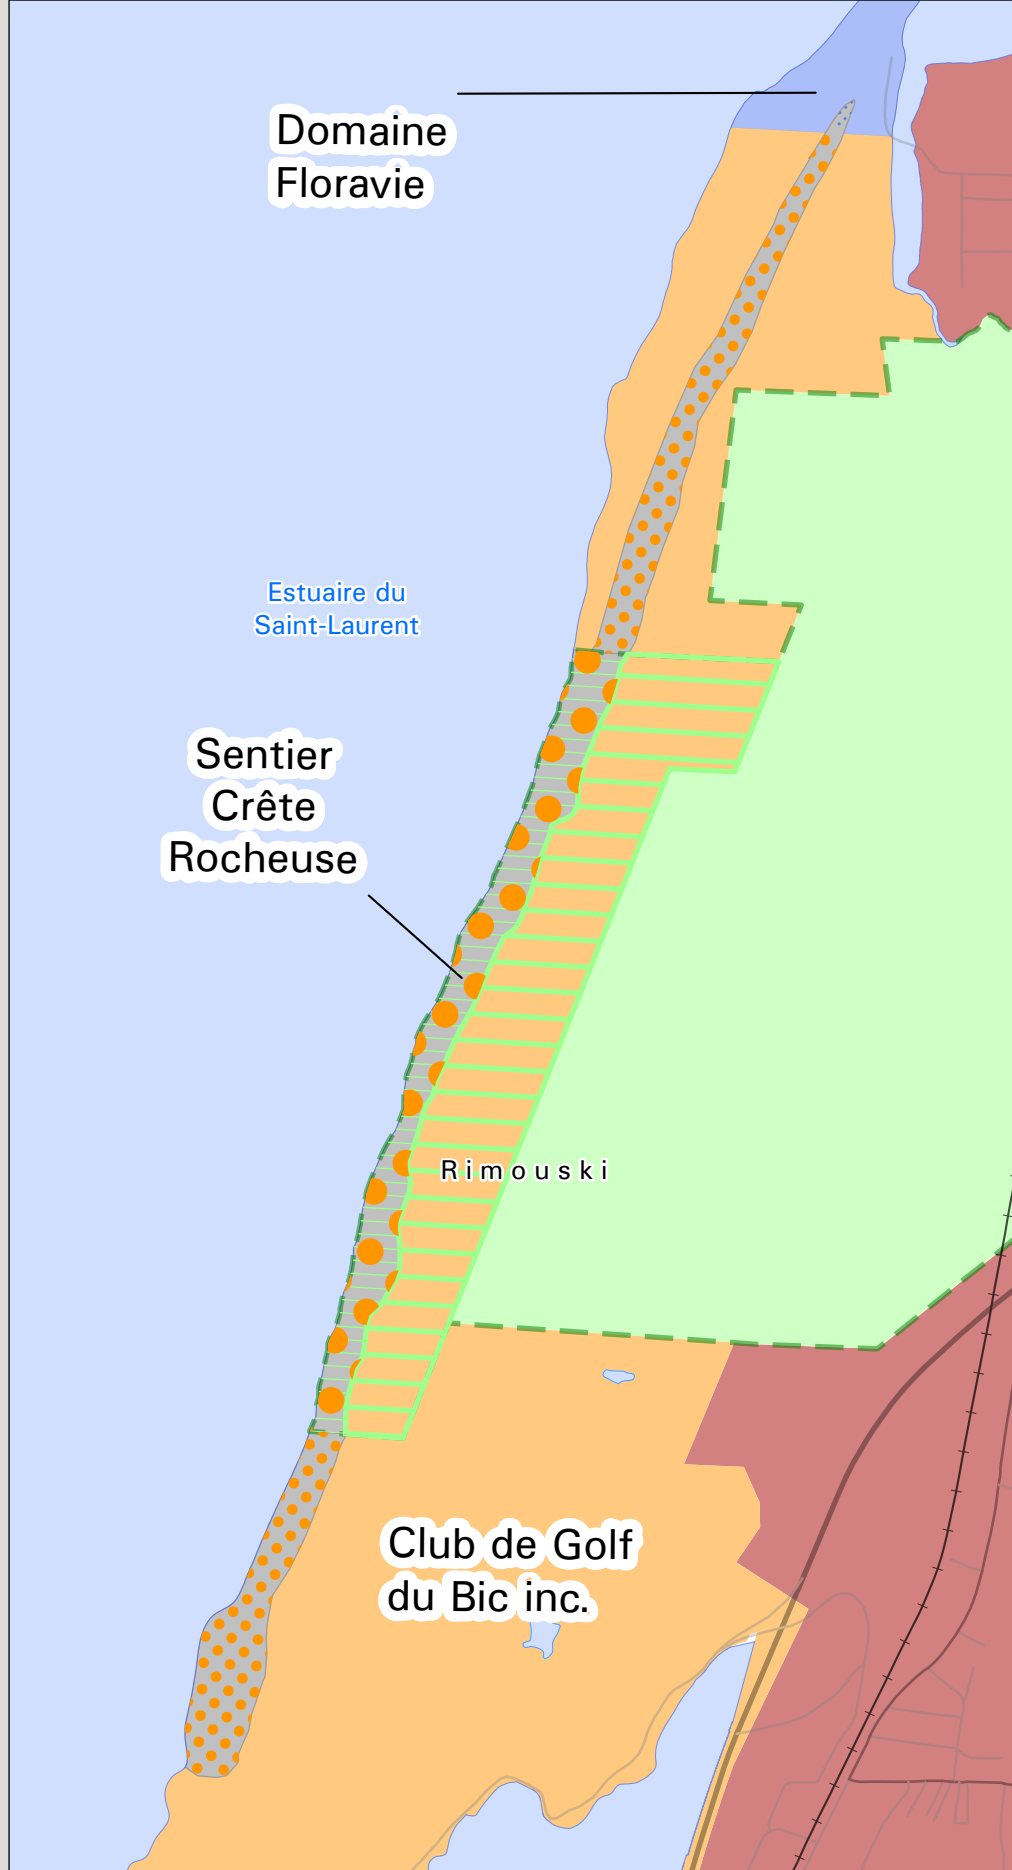 Domaine
Floravie
Estuaire du
Saint-Laurent
Sentier
Crête
Rocheuse
Rimouski
Club de Golf
du Bic inc.